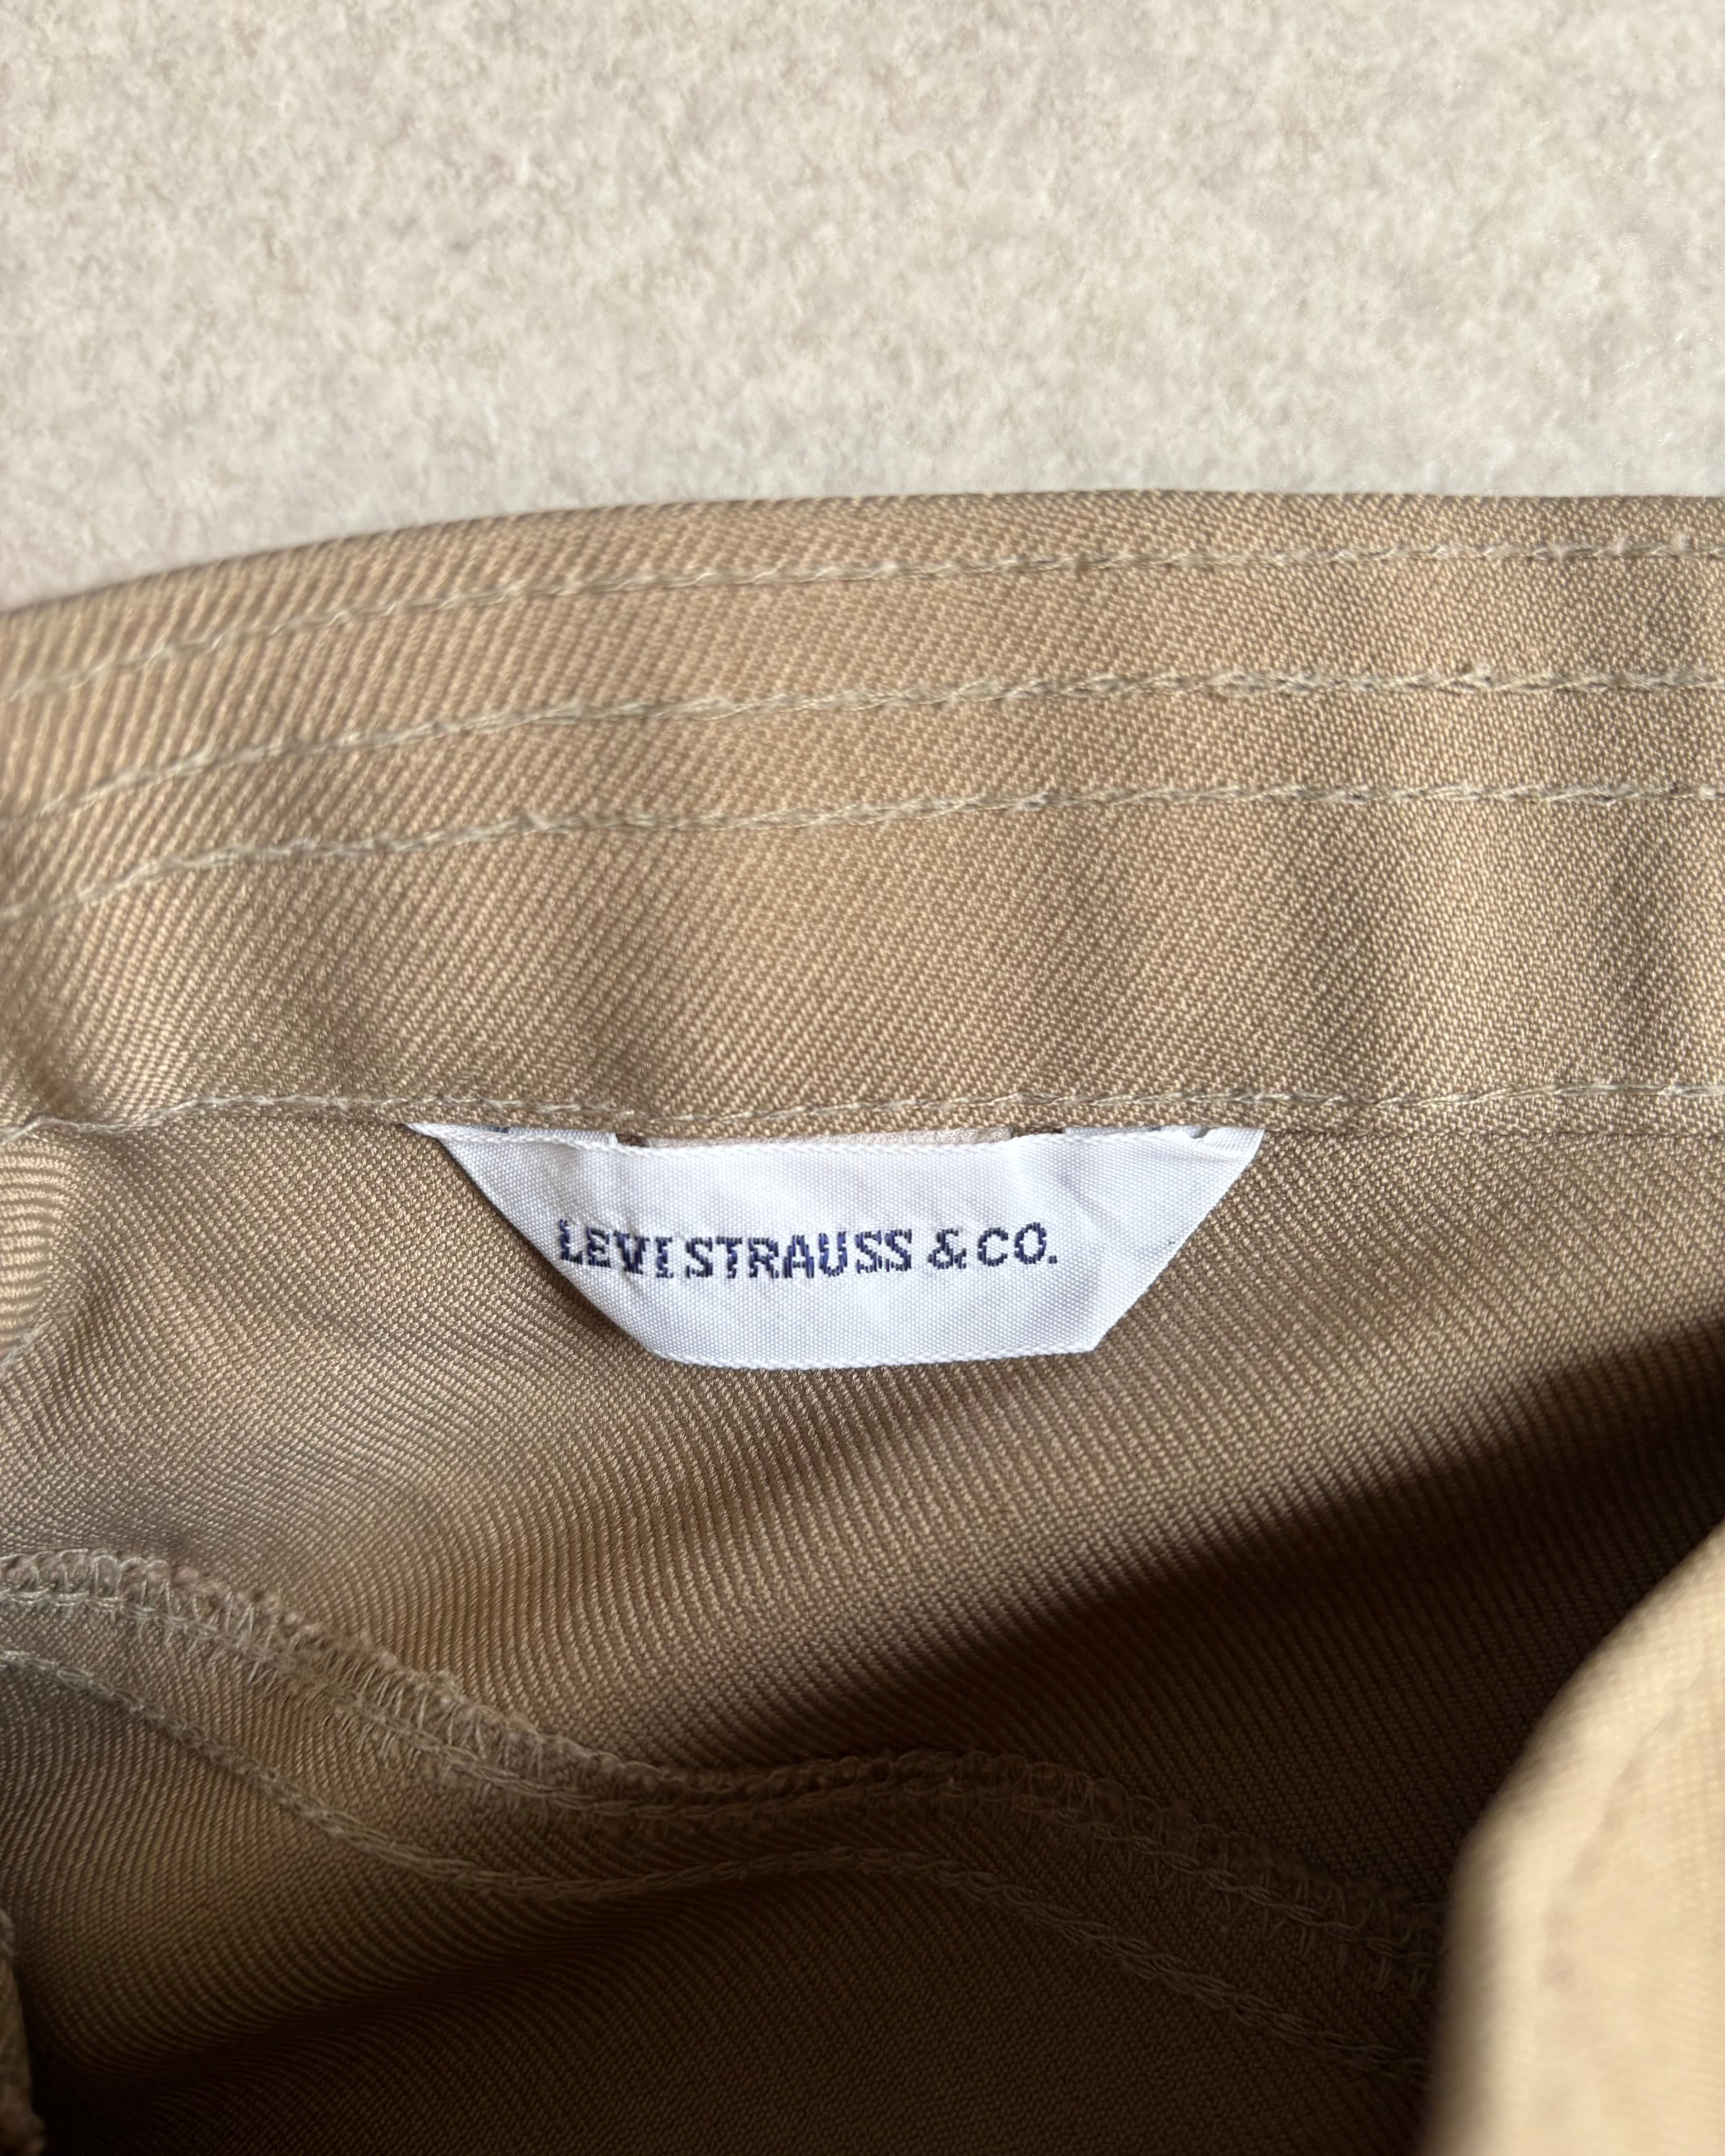 LEVI STRAUSS & CO.